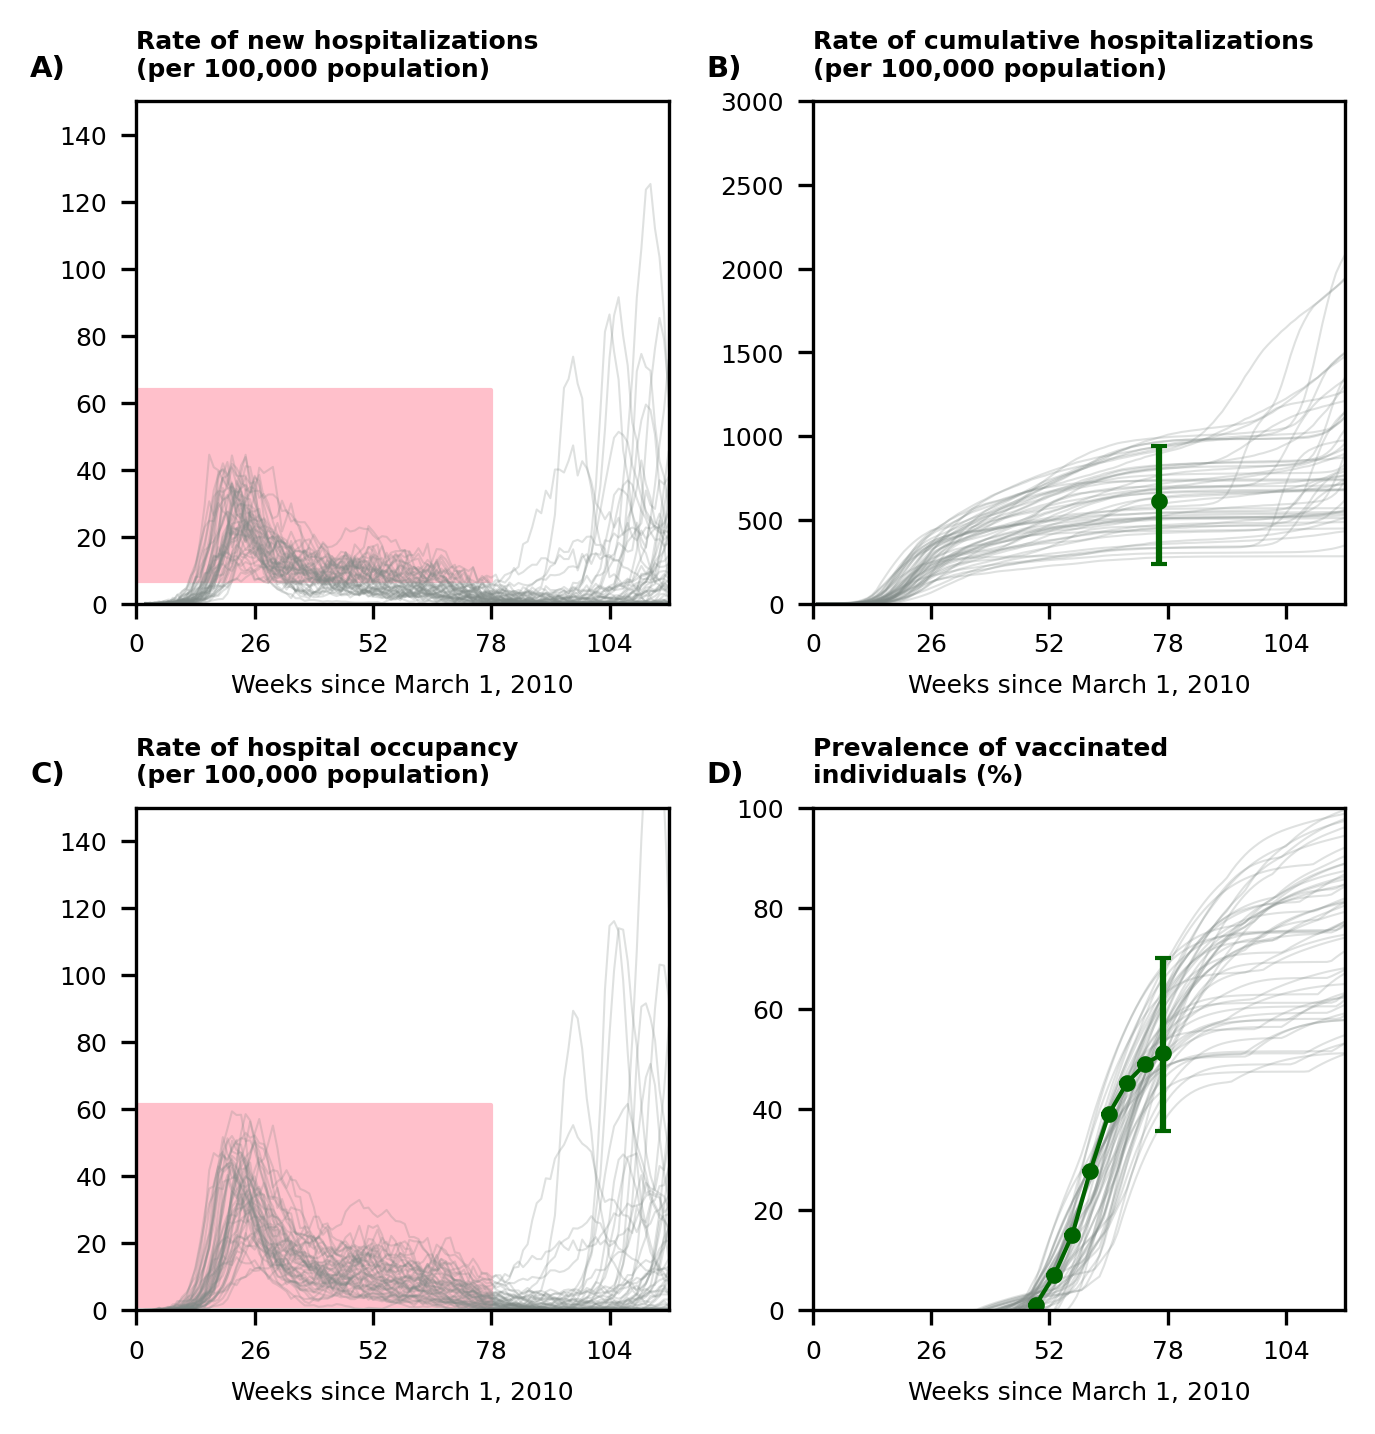 A)
Rate of new hospitalizations
(per 100,000 population)
140
120
100
80
60
40
20
0
0 26 52 78 104
Weeks since March 1, 2010
B)
Rate of cumulative hospitalizations
(per 100,000 population)
3000
2500
2000
1500
1000
500
0
0 26 52 78 104
Weeks since March 1, 2010
C)
Rate of hospital occupancy
(per 100,000 population)
140
120
100
80
60
40
20
0
0 26 52 78 104
Weeks since March 1, 2010
D)
Prevalence of vaccinated
individuals (%)
100
80
60
40
20
0
0 26 52 78 104
Weeks since March 1, 2010